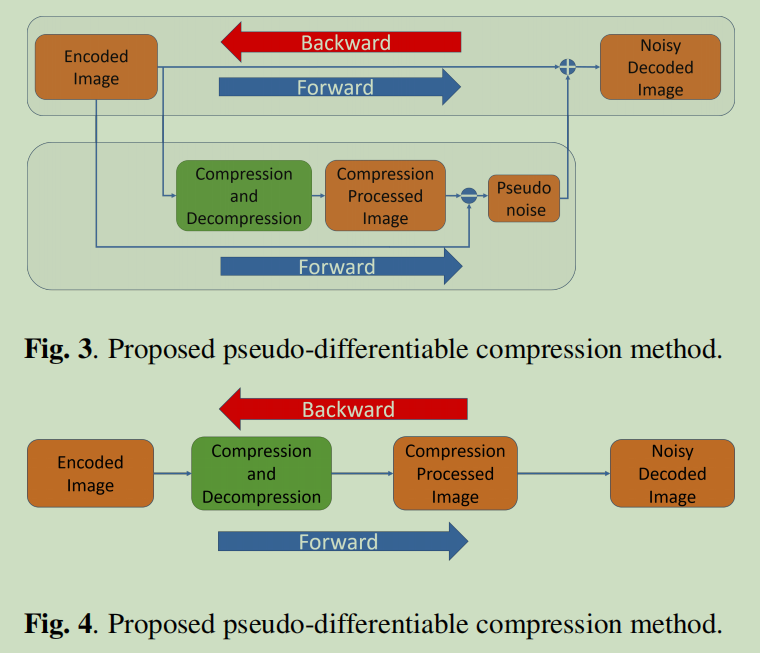 Backward
Encoded
Image
Noisy
Decoded
Image
Forward
Compression
and
Decompression
Compression
Processed
Image
Pseudo
noise
Forward
Fig. 3. Proposed pseudo-differentiable compression method.
Backward
Encoded
Image
Compression
and
Decompression
Compression
Processed
Image
Noisy
Decoded
Image
Forward
Fig. 4. Proposed pseudo-differentiable compression method.